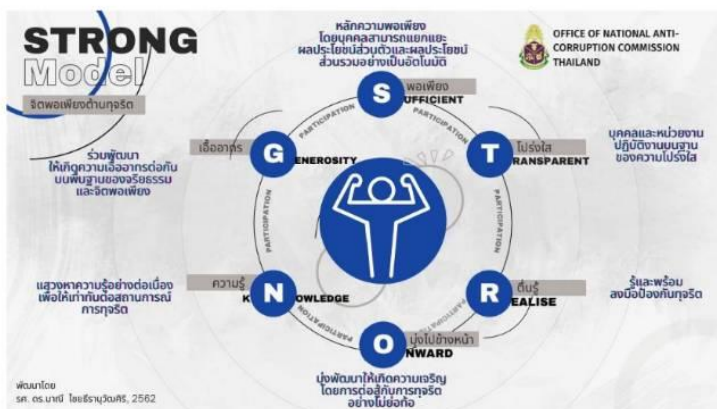 STRONG
Model
จิตพอเพียงต้านทุจริต
หลักความพอเพียง
โดยบุคคลสามารถแยกแยะ
ผลประโยชน์ส่วนตัวและผลประโยชน์
ส่วนรวมอย่างเป็นอัตโนมัติ
OFFICE OF NATIONAL ANTI-
CORRUPTION COMMISSION
THAILAND
พอเพียง
SUFFICIENT
PARTICIPATION
PARTICIPATION
เอื้ออาทร
GENEROSITY
โปร่งใส
TRANSPARENT
ร่วมพัฒนา
ให้เกิดความเอื้ออาทรต่อกัน
บนพื้นฐานของจริยธรรม
และจิตพอเพียง
บุคคลและหน่วยงาน
ปฏิบัติงานบนฐาน
ของความโปร่งใส
PARTICIPATION
PARTICIPATION
แสวงหาความรู้อย่างต่อเนื่อง
เพื่อให้เท่าทันต่อสถานการณ์
การทุจริต
ความรู้
KNOWLEDGE
ตื่นรู้
REALISE
รู้และพร้อม
ลงมือป้องกันทุจริต
PARTICIPATION
PARTICIPATION
มุ่งไปข้างหน้า
ONWARD
มุ่งพัฒนาให้เกิดความเจริญ
โดยการต่อสู้กับการทุจริต
อย่างไม่ย่อท้อ
พัฒนาโดย
รศ. ดร.มาณี ไชยธีรานุวัฒศิริ, 2562